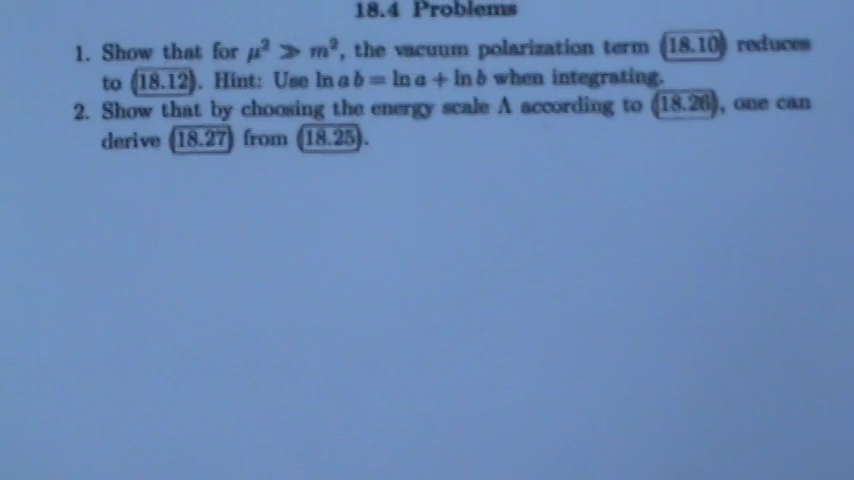 18.4 Problems
1. Show that for μ² ≫ m², the vacuum polarization term (18.10) reduces
to (18.12). Hint: Use ln a b = ln a + ln b when integrating.
2. Show that by choosing the energy scale Λ according to (18.26), one can
derive (18.27) from (18.25).